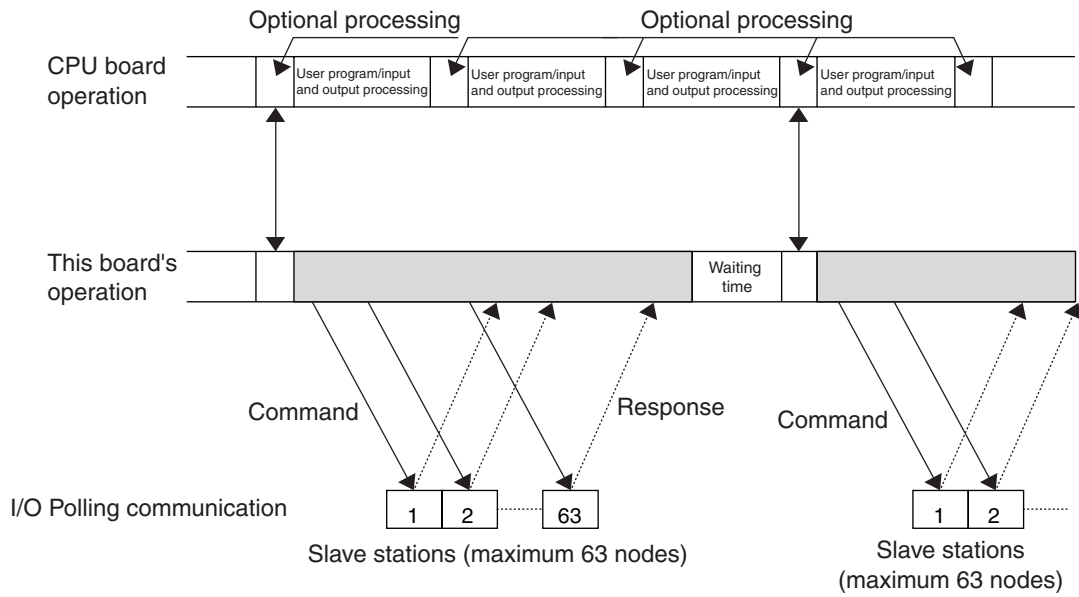 Optional processing
Optional processing
CPU board
operation
User program/input
and output processing
User program/input
and output processing
User program/input
and output processing
User program/input
and output processing
This board's
operation
Waiting
time
Command
Response
Command
I/O Polling communication
1
2
63
1
2
Slave stations (maximum 63 nodes)
Slave stations
(maximum 63 nodes)